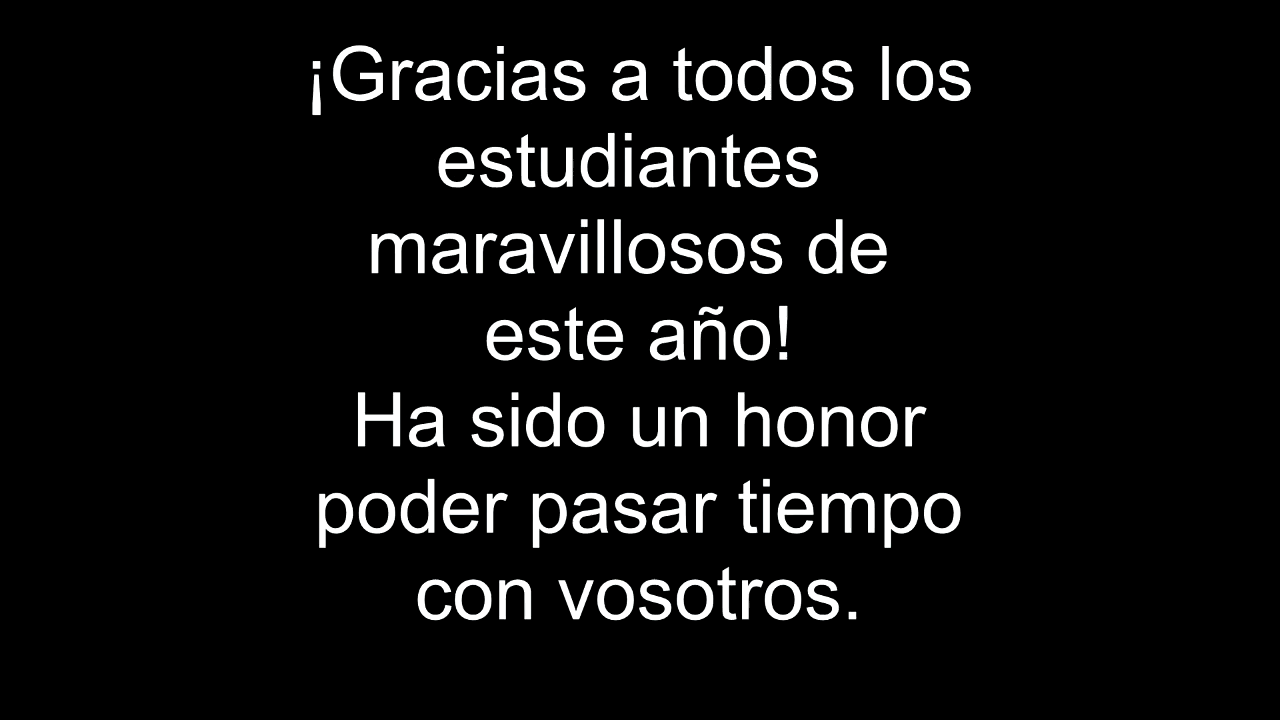 ¡Gracias a todos los
estudiantes
maravillosos de
este año!
Ha sido un honor
poder pasar tiempo
con vosotros.